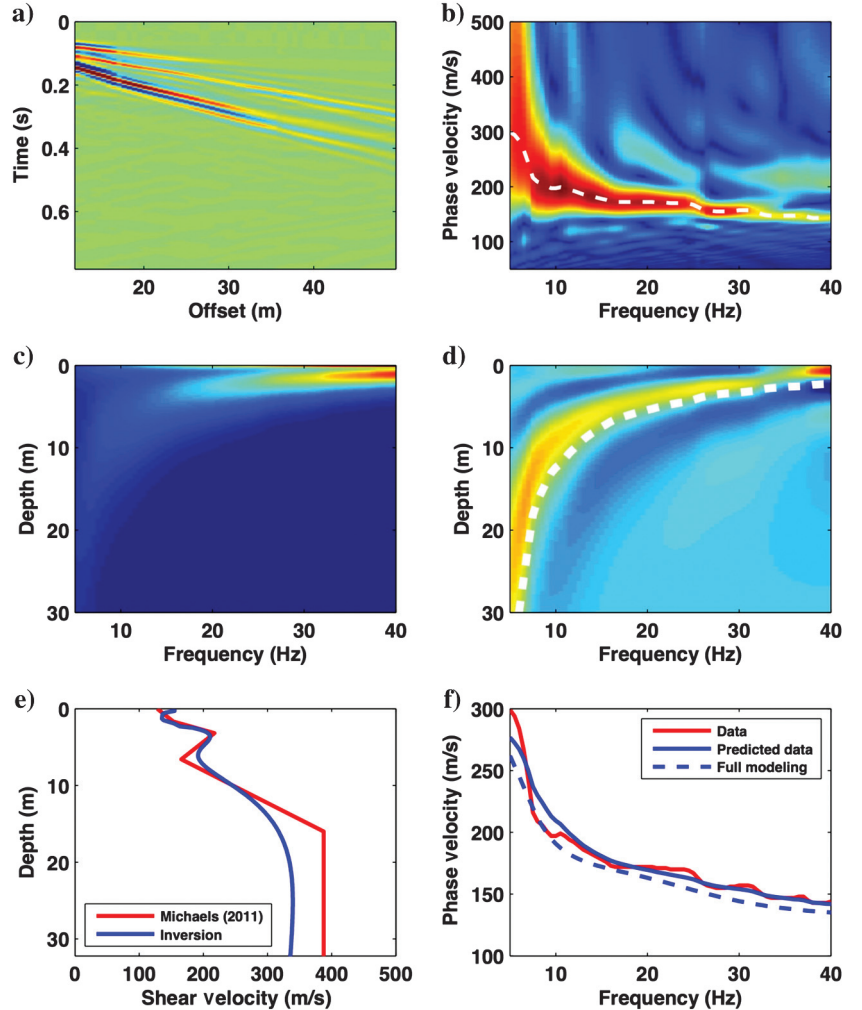 a)
0
0.2
0.4
0.6
Time (s)
20 30 40
Offset (m)
b)
500
400
300
200
100
Phase velocity (m/s)
10 20 30 40
Frequency (Hz)
c)
0
10
20
30
Depth (m)
10 20 30 40
Frequency (Hz)
d)
0
10
20
30
Depth (m)
10 20 30 40
Frequency (Hz)
e)
0
10
20
30
Depth (m)
Michaels (2011)
Inversion
0 100 200 300 400 500
Shear velocity (m/s)
f)
300
250
200
150
100
Phase velocity (m/s)
Data
Predicted data
Full modeling
10 20 30 40
Frequency (Hz)